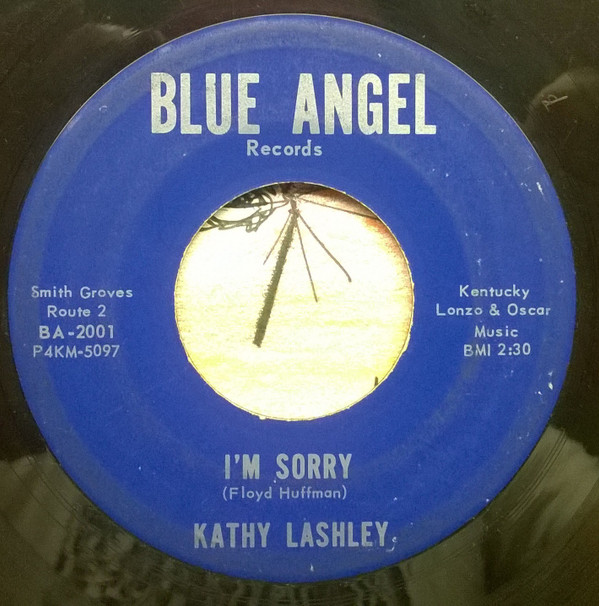 BLUE ANGEL
Records
Smith Groves
Route 2
BA-2001
P4KM-5097
Kentucky
Lonzo & Oscar
Music
BMI 2:30
I'M SORRY
(Floyd Huffman)
KATHY LASHLEY